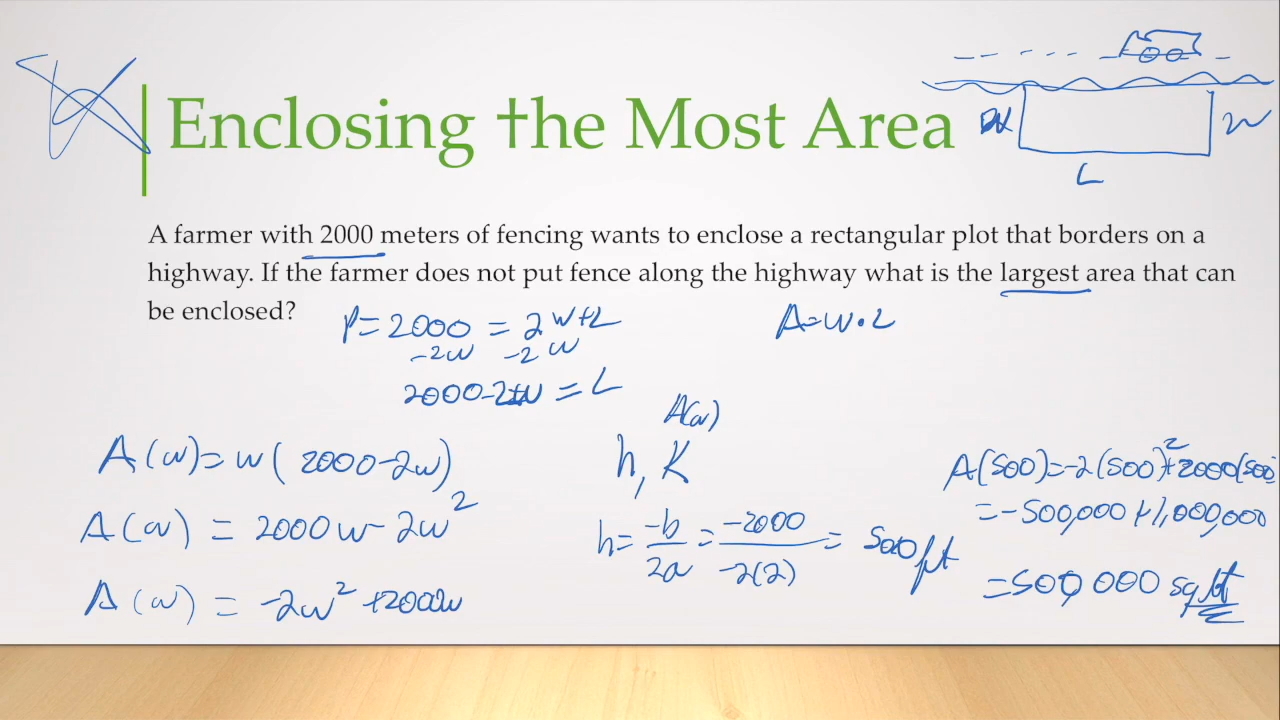 Enclosing †he Most Area
W
L
A farmer with 2000 meters of fencing wants to enclose a rectangular plot that borders on a
highway. If the farmer does not put fence along the highway what is the largest area that can
be enclosed?
P=2000 = 2W+L
-2W -2W
2000-2W = L
A=W•L
A(w)=w(2000-2w)
A(w) = 2000w-2w²
A(w) = -2w²+2000w
A(w)
h, K
h= -b/2a = -2000/-2(2) = 500ft
A(500)=-2(500)²+2000(500)
=-500,000+1,000,000
=500,000 sq ft